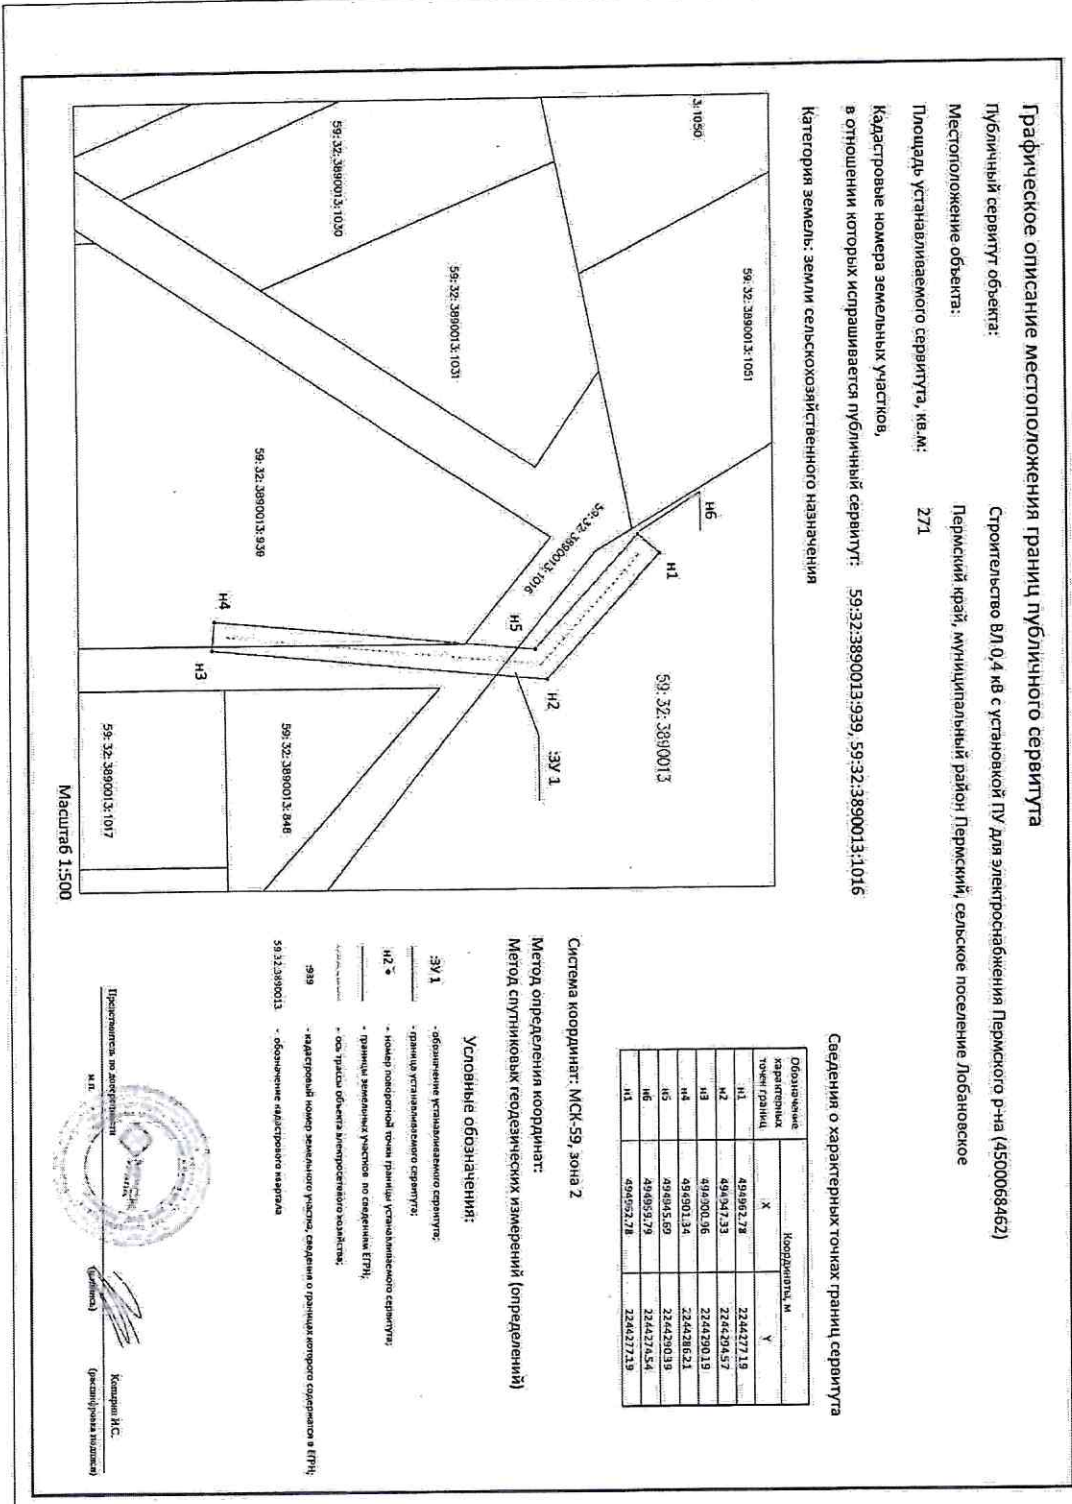 Графическое описание местоположения границ публичного сервитута
Публичный сервитут объекта: Строительство ВЛ 0,4 кВ с установкой ПУ для электроснабжения Пермского р-на (4500068462)
Местоположение объекта: Пермский край, муниципальный район Пермский, сельское поселение Лобановское
Площадь устанавливаемого сервитута, кв.м: 271
Кадастровые номера земельных участков,
в отношении которых испрашивается публичный сервитут: 59:32:3890013:939, 59:32:3890013:1016
Категория земель: земли сельскохозяйственного назначения
3:1050
59:32:3890013:1051
н6
н1
59:32:3890013
59:32:3890013:1030
59:32:3890013:1031
59:32:3890013:1016
н5
н2
:ЗУ 1
59:32:3890013:939
н4
н3
59:32:3890013:848
59:32:3890013:1017
Масштаб 1:500
Сведения о характерных точках границ сервитута
Обозначение характерных точек границ Координаты, м
X Y
н1 494962.78 2244277.19
н2 494947.33 2244294.57
н3 494900.96 2244290.19
н4 494901.34 2244286.21
н5 494945.69 2244290.39
н6 494959.79 2244274.54
н1 494962.78 2244277.19
Система координат: МСК-59, зона 2
Метод определения координат:
Метод спутниковых геодезических измерений (определений)
Условные обозначения:
:ЗУ 1 - обозначение устанавливаемого сервитута;
- граница устанавливаемого сервитута;
н2 - номер поворотной точки границы устанавливаемого сервитута;
- границы земельных участков по сведениям ЕГРН;
- ось трассы объекта электросетевого хозяйства;
:939 - кадастровый номер земельного участка, сведения о границах которого содержатся в ЕГРН;
59:32:3890013 - обозначение кадастрового квартала
Представитель по доверенности
м.п.
(подпись)
(расшифровка подписи)